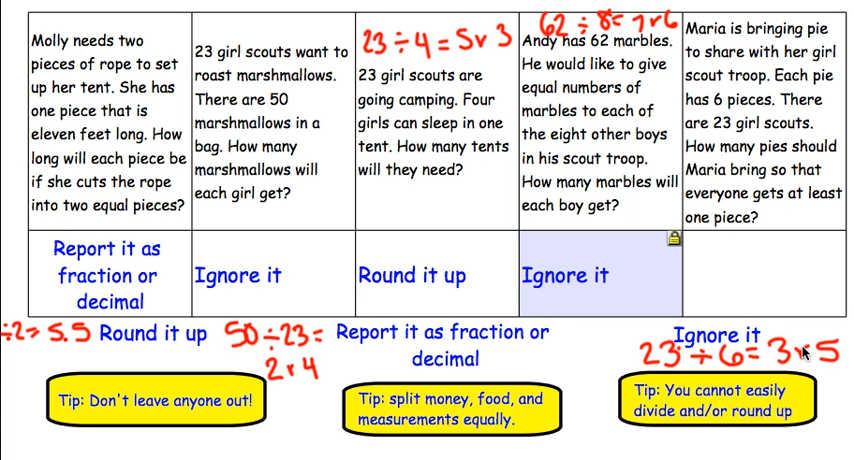 Molly needs two
pieces of rope to set
up her tent. She has
one piece that is
eleven feet long. How
long will each piece be
if she cuts the rope
into two equal pieces?
23 girl scouts want to
roast marshmallows.
There are 50
marshmallows in a
bag. How many
marshmallows will
each girl get?
23 ÷ 4 = 5r 3
23 girl scouts are
going camping. Four
girls can sleep in one
tent. How many tents
will they need?
62 ÷ 8= 7 r 6
Andy has 62 marbles.
He would like to give
equal numbers of
marbles to each of
the eight other boys
in his scout troop.
How many marbles will
each boy get?
Maria is bringing pie
to share with her girl
scout troop. Each pie
has 6 pieces. There
are 23 girl scouts.
How many pies should
Maria bring so that
everyone gets at least
one piece?
Report it as
fraction or
decimal
Ignore it
Round it up
Ignore it
÷2= 5.5
Round it up
50 ÷ 23 =
2 r 4
Report it as fraction or
decimal
Ignore it
23 ÷ 6 = 3 r 5
Tip: Don't leave anyone out!
Tip: split money, food, and
measurements equally.
Tip: You cannot easily
divide and/or round up